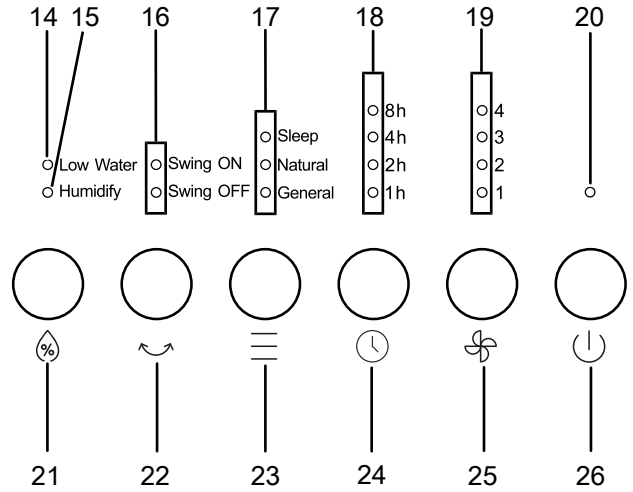 14 15 16 17 18 19 20
8h 4
Sleep 4h 3
Low Water Swing ON Natural 2h 2
Humidify Swing OFF General 1h 1
%
21 22 23 24 25 26